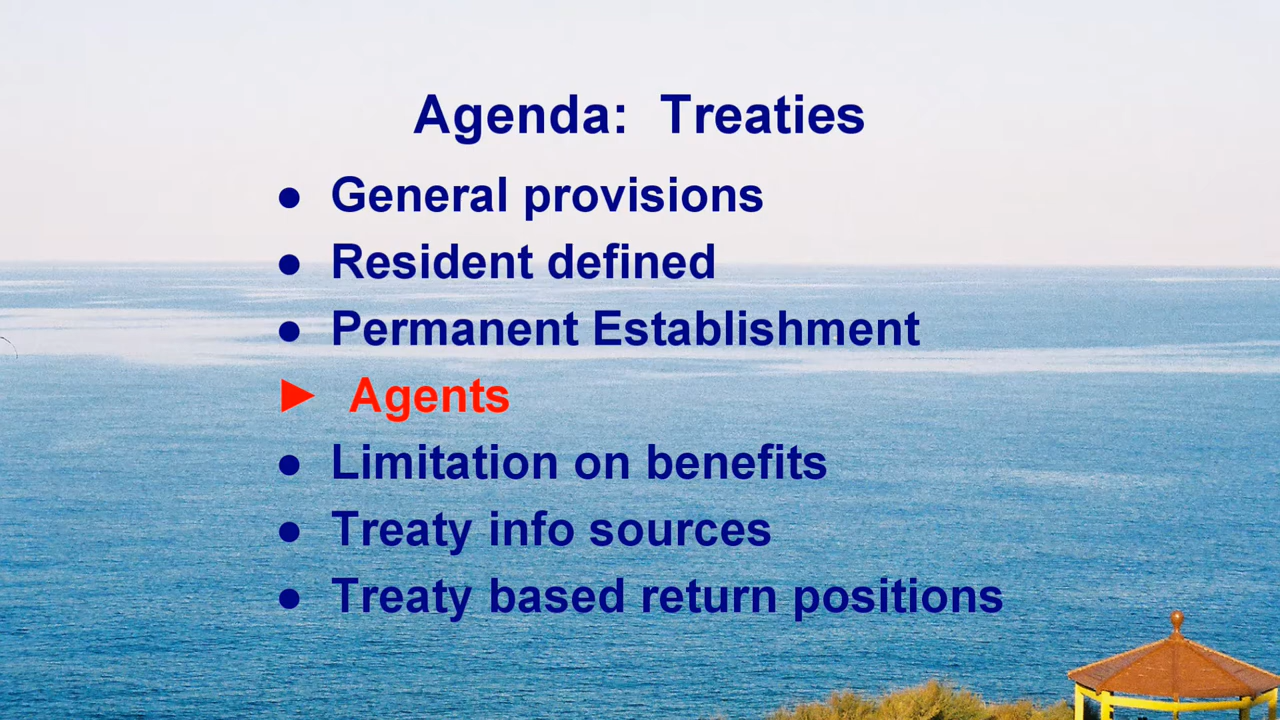 Agenda: Treaties
● General provisions
● Resident defined
● Permanent Establishment
► Agents
● Limitation on benefits
● Treaty info sources
● Treaty based return positions